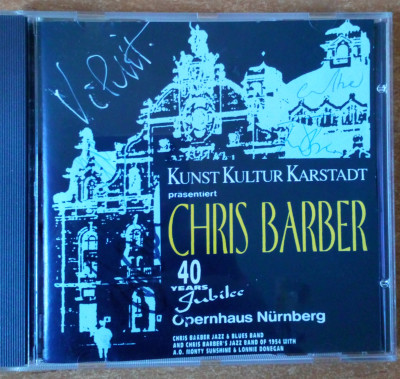 KUNST KULTUR KARSTADT
präsentiert
CHRIS BARBER
40
YEARS
Jubilee
Opernhaus Nürnberg
CHRIS BARBER JAZZ & BLUES BAND
AND CHRIS BARBER'S JAZZ BAND OF 1954 WITH
A.O. MONTY SUNSHINE & LONNIE DONEGAN